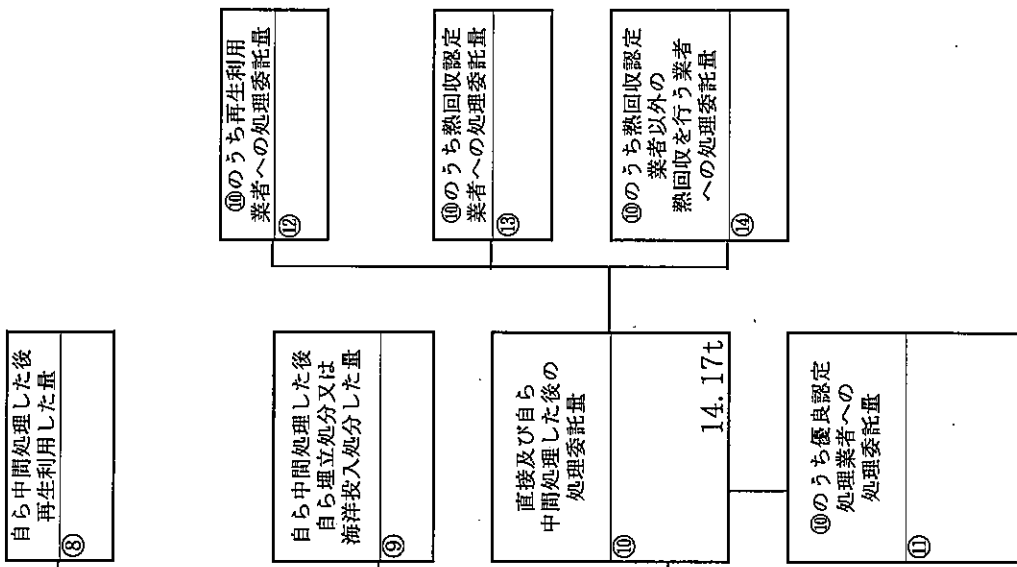 自ら中間処理した後
再生利用した量
⑧
自ら中間処理した後
自ら埋立処分又は
海洋投入処分した量
⑨
直接及び自ら
中間処理した後の
処理委託量
⑩
14.17t
⑩のうち優良認定
処理業者への
処理委託量
⑪
⑩のうち再生利用
業者への処理委託量
⑫
⑩のうち熱回収認定
業者への処理委託量
⑬
⑩のうち熱回収認定
業者以外の
熱回収を行う業者
への処理委託量
⑭